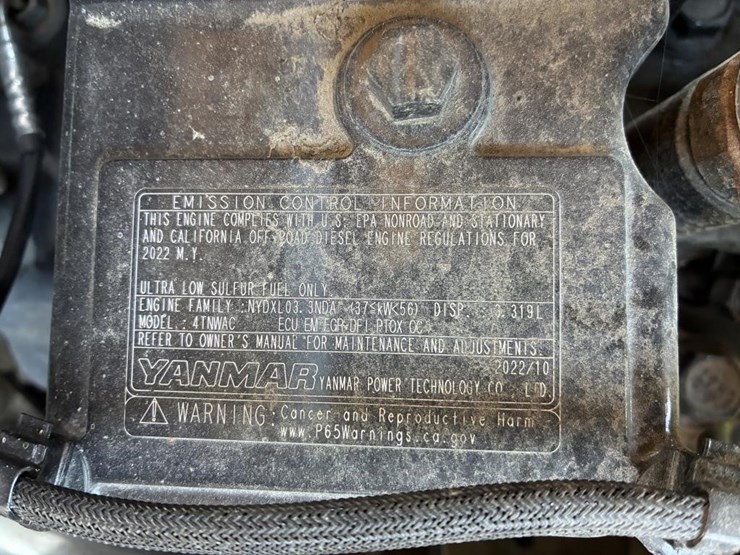 EMISSION CONTROL INFORMATION
THIS ENGINE COMPLIES WITH U.S. EPA NONROAD AND STATIONARY
AND CALIFORNIA OFF-ROAD DIESEL ENGINE REGULATIONS FOR
2022 M.Y.
ULTRA LOW SULFUR FUEL ONLY
ENGINE FAMILY : NYDXL03.3NDA (37≤kW<56) DISP. : 3.319L
MODEL : 4TNWAC ECU EM EGR DFI PTOX
REFER TO OWNER'S MANUAL FOR MAINTENANCE AND ADJUSTMENTS.
2022/10
YANMAR YANMAR POWER TECHNOLOGY CO., LTD.
WARNING: Cancer and Reproductive Harm
www.P65Warnings.ca.gov